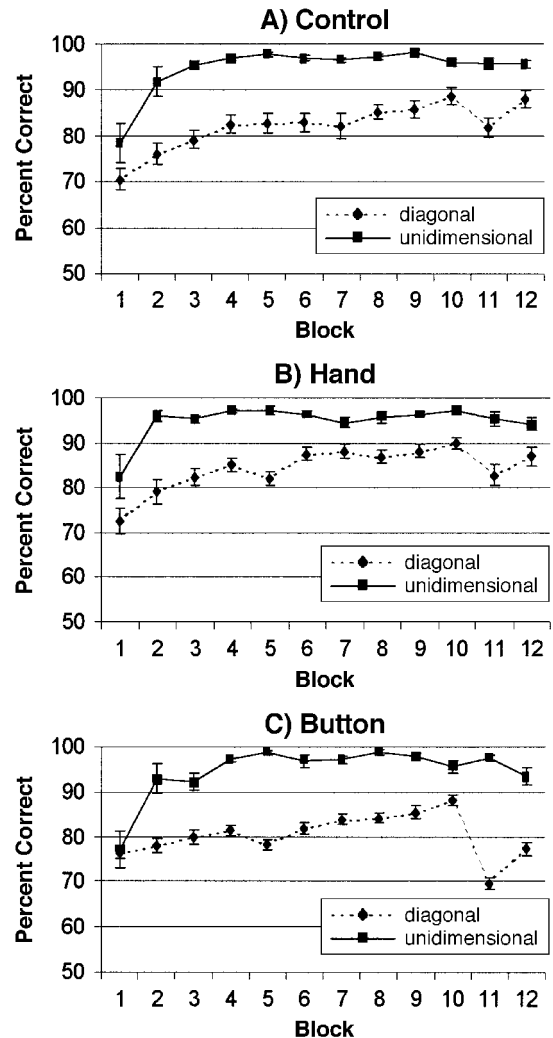 A) Control
Percent Correct
100
90
80
70
60
50
diagonal
unidimensional
1 2 3 4 5 6 7 8 9 10 11 12
Block
B) Hand
Percent Correct
100
90
80
70
60
50
diagonal
unidimensional
1 2 3 4 5 6 7 8 9 10 11 12
Block
C) Button
Percent Correct
100
90
80
70
60
50
diagonal
unidimensional
1 2 3 4 5 6 7 8 9 10 11 12
Block